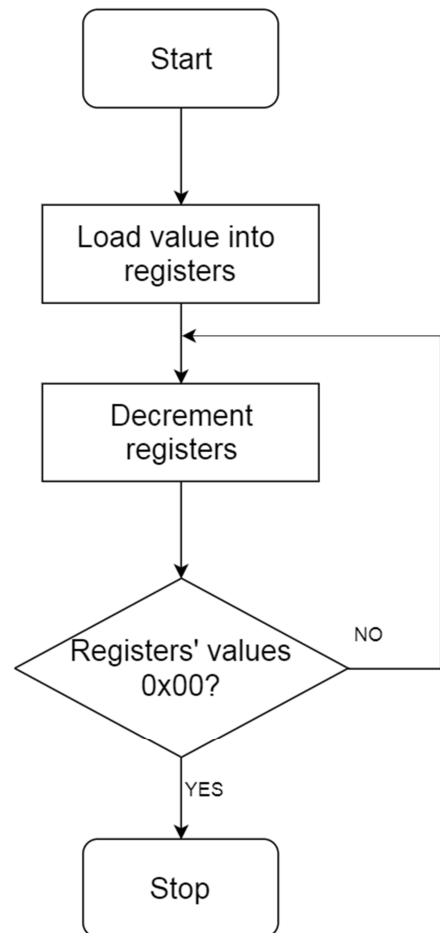 Start
Load value into
registers
Decrement
registers
Registers' values
0x00?
NO
YES
Stop